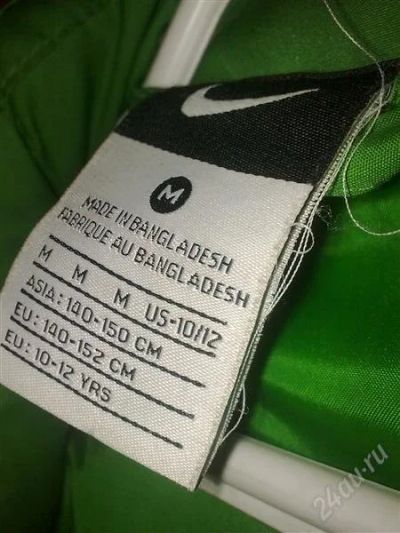 M
MADE IN BANGLADESH
FABRIQUE AU BANGLADESH
M M M US-10/12
ASIA: 140-150 CM
EU: 140-152 CM
EU: 10-12 YRS
24au.ru